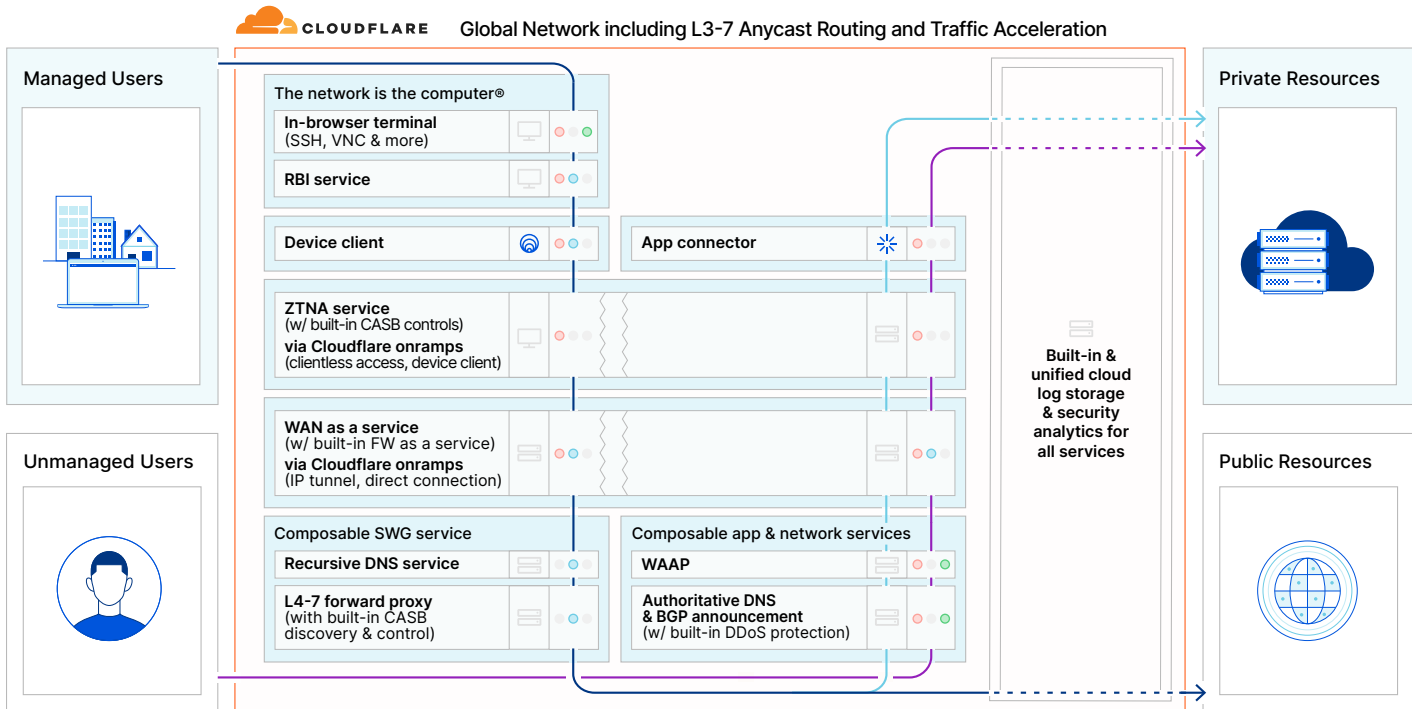 CLOUDFLARE
Global Network including L3-7 Anycast Routing and Traffic Acceleration
Managed Users
Unmanaged Users
The network is the computer®
In-browser terminal
(SSH, VNC & more)
RBI service
Device client
App connector
ZTNA service
(w/ built-in CASB controls)
via Cloudflare onramps
(clientless access, device client)
WAN as a service
(w/ built-in FW as a service)
via Cloudflare onramps
(IP tunnel, direct connection)
Composable SWG service
Recursive DNS service
L4-7 forward proxy
(with built-in CASB
discovery & control)
Composable app & network services
WAAP
Authoritative DNS
& BGP announcement
(w/ built-in DDoS protection)
Built-in &
unified cloud
log storage
& security
analytics for
all services
Private Resources
Public Resources